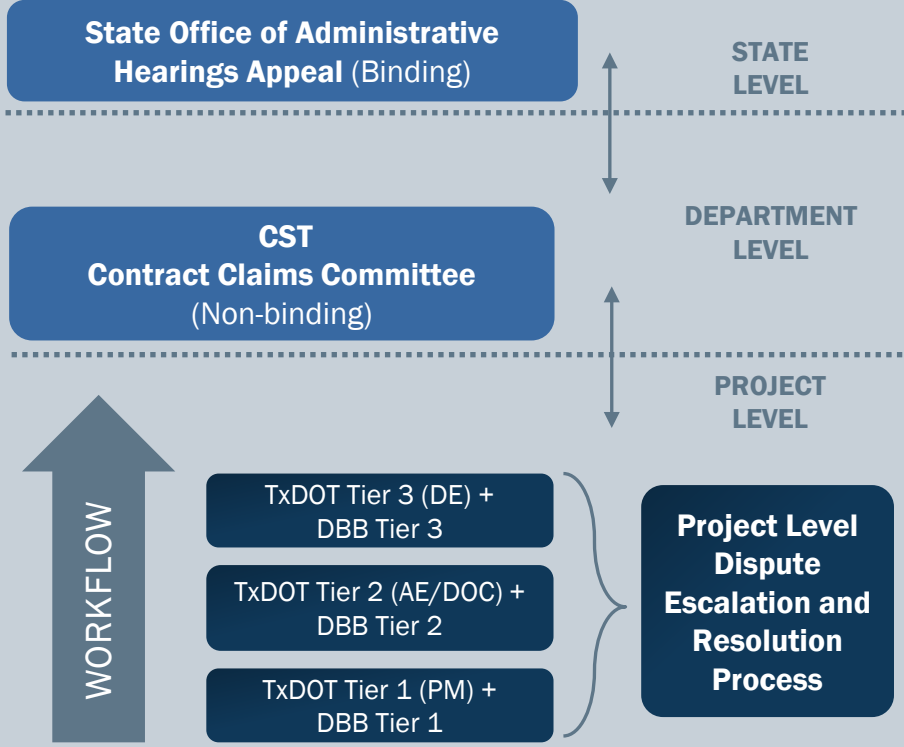 State Office of Administrative
Hearings Appeal (Binding)
STATE
LEVEL
CST
Contract Claims Committee
(Non-binding)
DEPARTMENT
LEVEL
PROJECT
LEVEL
WORKFLOW
TxDOT Tier 3 (DE) +
DBB Tier 3
TxDOT Tier 2 (AE/DOC) +
DBB Tier 2
TxDOT Tier 1 (PM) +
DBB Tier 1
Project Level
Dispute
Escalation and
Resolution
Process